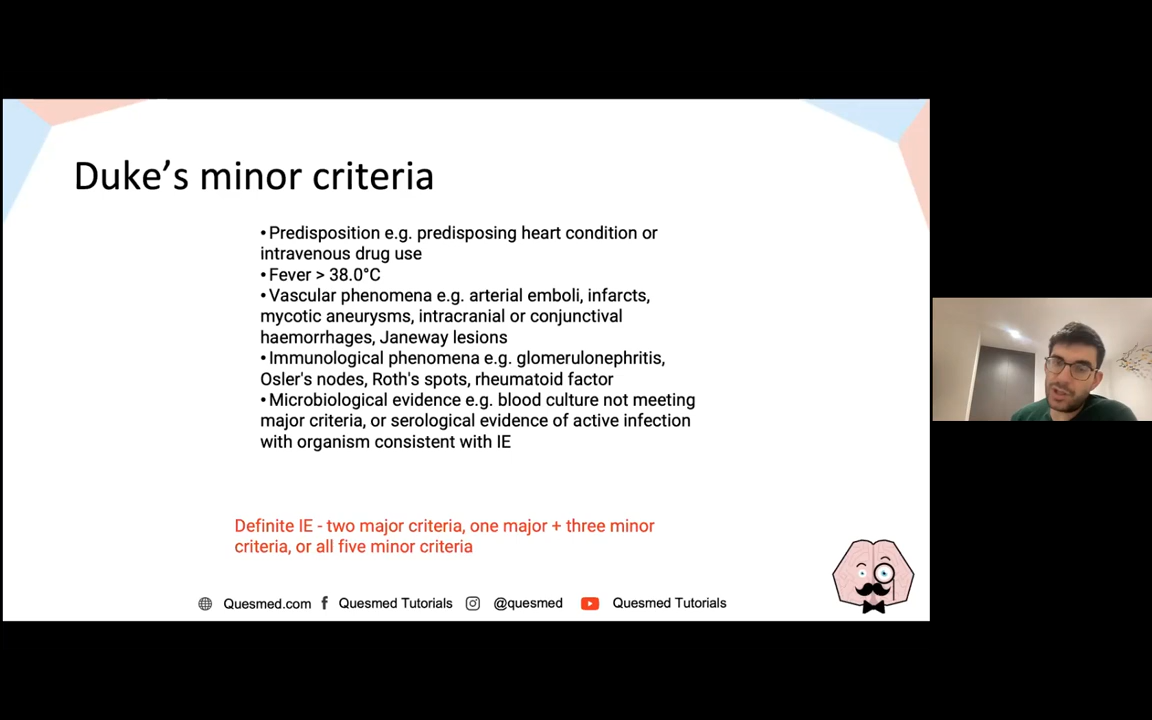 Duke’s minor criteria
•Predisposition e.g. predisposing heart condition or
intravenous drug use
•Fever > 38.0°C
•Vascular phenomena e.g. arterial emboli, infarcts,
mycotic aneurysms, intracranial or conjunctival
haemorrhages, Janeway lesions
•Immunological phenomena e.g. glomerulonephritis,
Osler's nodes, Roth's spots, rheumatoid factor
•Microbiological evidence e.g. blood culture not meeting
major criteria, or serological evidence of active infection
with organism consistent with IE
Definite IE - two major criteria, one major + three minor
criteria, or all five minor criteria
Quesmed.com Quesmed Tutorials @quesmed Quesmed Tutorials